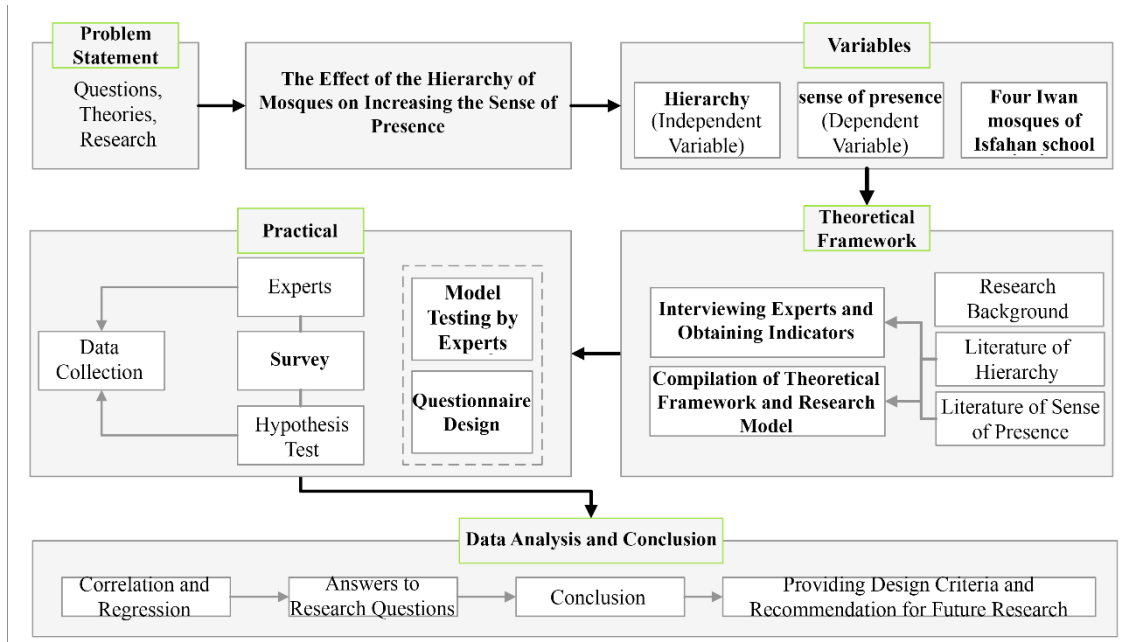 Problem
Statement
Questions,
Theories,
Research
The Effect of the Hierarchy of
Mosques on Increasing the Sense of
Presence
Variables
Hierarchy
(Independent
Variable)
sense of presence
(Dependent
Variable)
Four Iwan
mosques of
Isfahan school
Theoretical
Framework
Research
Background
Literature of
Hierarchy
Literature of Sense
of Presence
Interviewing Experts and
Obtaining Indicators
Compilation of Theoretical
Framework and Research
Model
Practical
Model
Testing by
Experts
Questionnaire
Design
Experts
Survey
Hypothesis
Test
Data
Collection
Data Analysis and Conclusion
Correlation and
Regression
Answers to
Research Questions
Conclusion
Providing Design Criteria and
Recommendation for Future Research